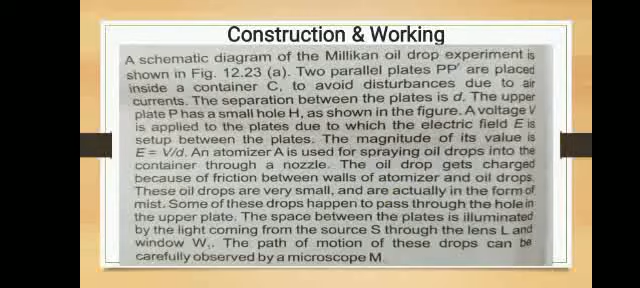 Construction & Working
A schematic diagram of the Millikan oil drop experiment is
shown in Fig. 12.23 (a). Two parallel plates PP' are placed
inside a container C, to avoid disturbances due to air
currents. The separation between the plates is d. The upper
plate P has a small hole H, as shown in the figure. A voltage V
is applied to the plates due to which the electric field E is
setup between the plates. The magnitude of its value is
E = V/d. An atomizer A is used for spraying oil drops into the
container through a nozzle. The oil drop gets charged
because of friction between walls of atomizer and oil drops.
These oil drops are very small, and are actually in the form of
mist. Some of these drops happen to pass through the hole in
the upper plate. The space between the plates is illuminated
by the light coming from the source S through the lens L and
window W₁. The path of motion of these drops can be
carefully observed by a microscope M.